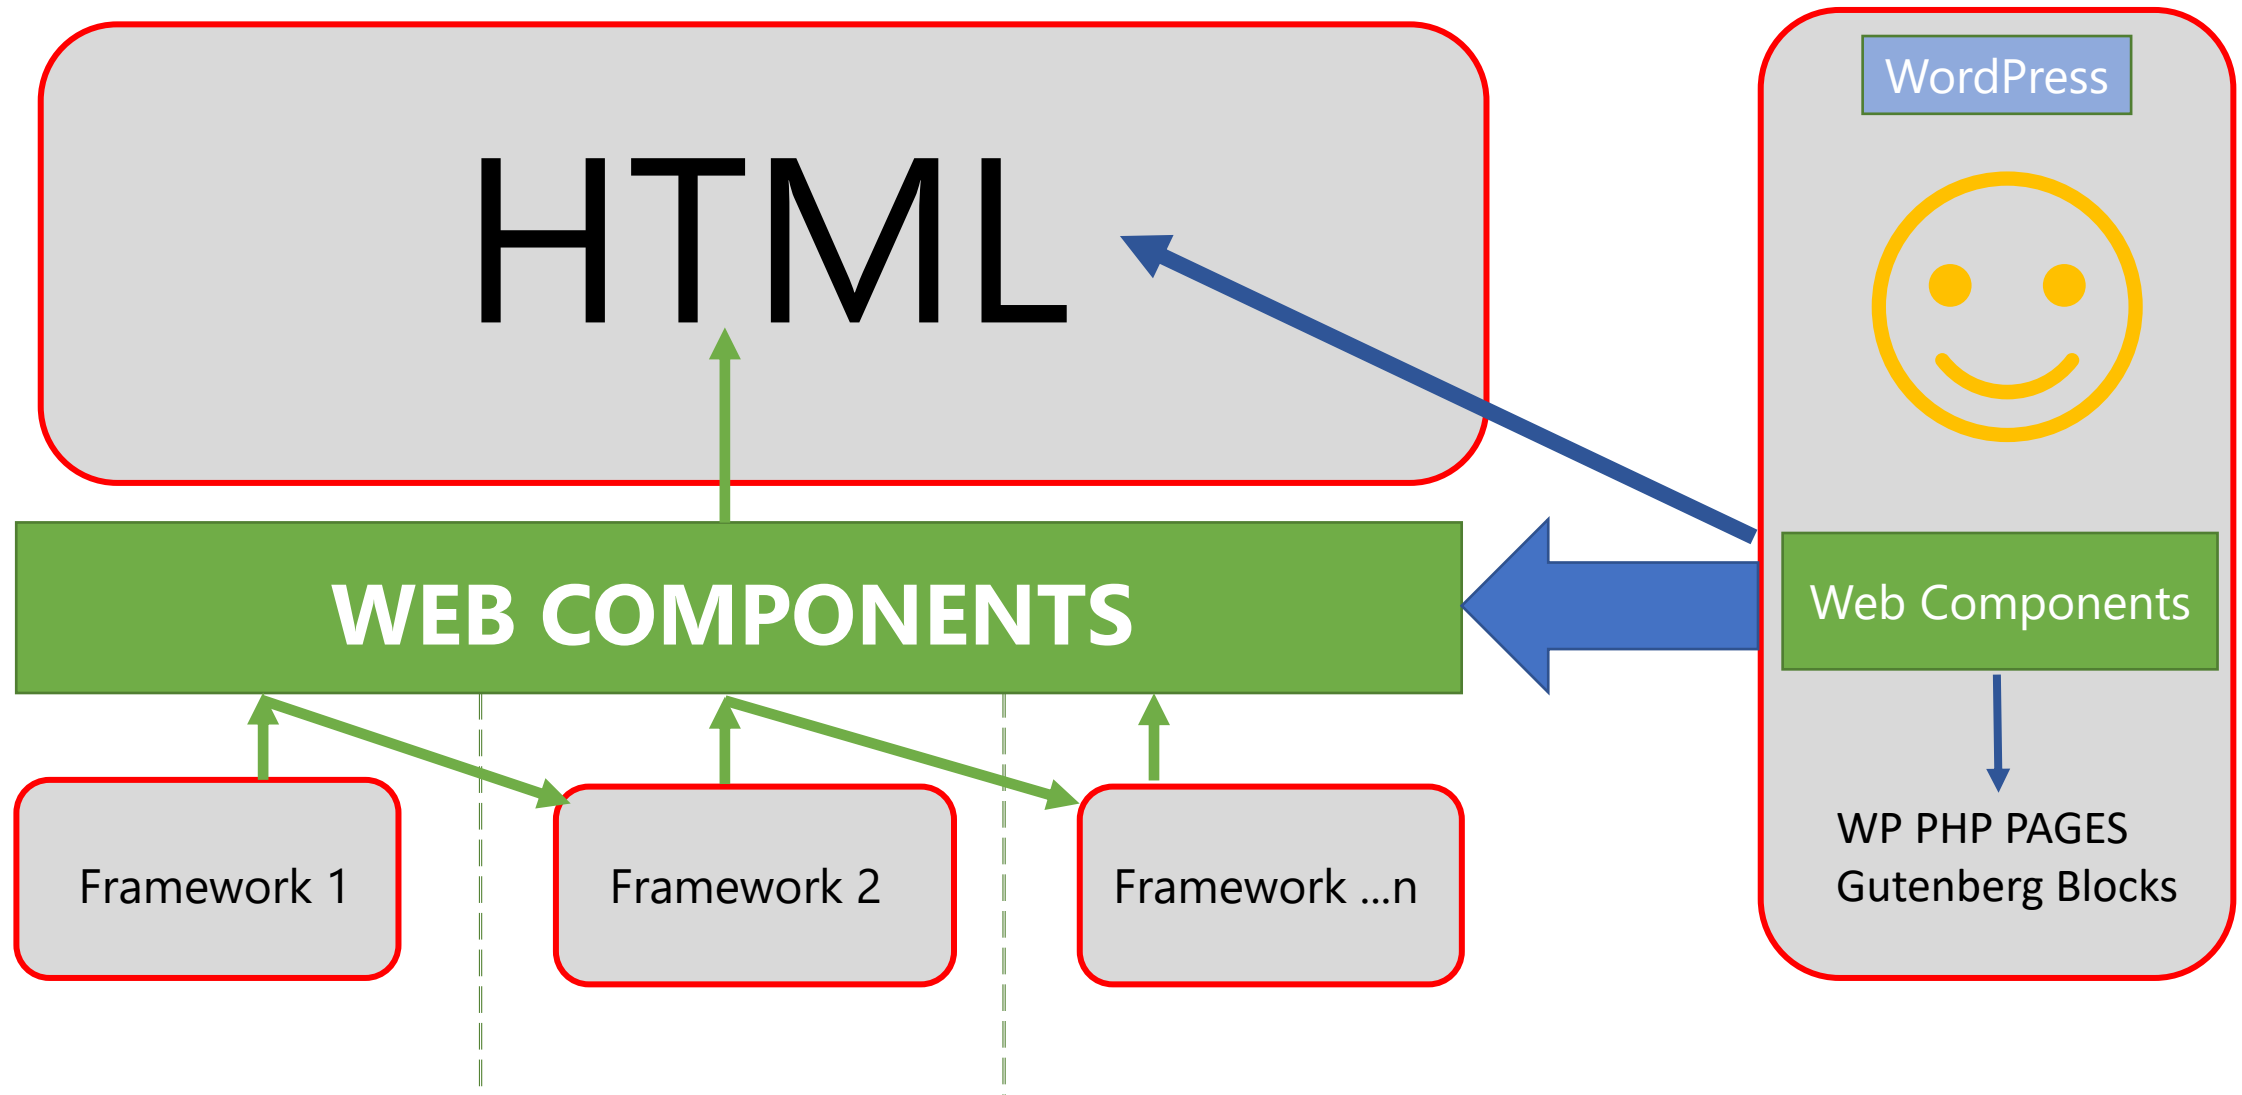 HTML
WordPress
WEB COMPONENTS
Web Components
Framework 1
Framework 2
Framework ...n
WP PHP PAGES
Gutenberg Blocks